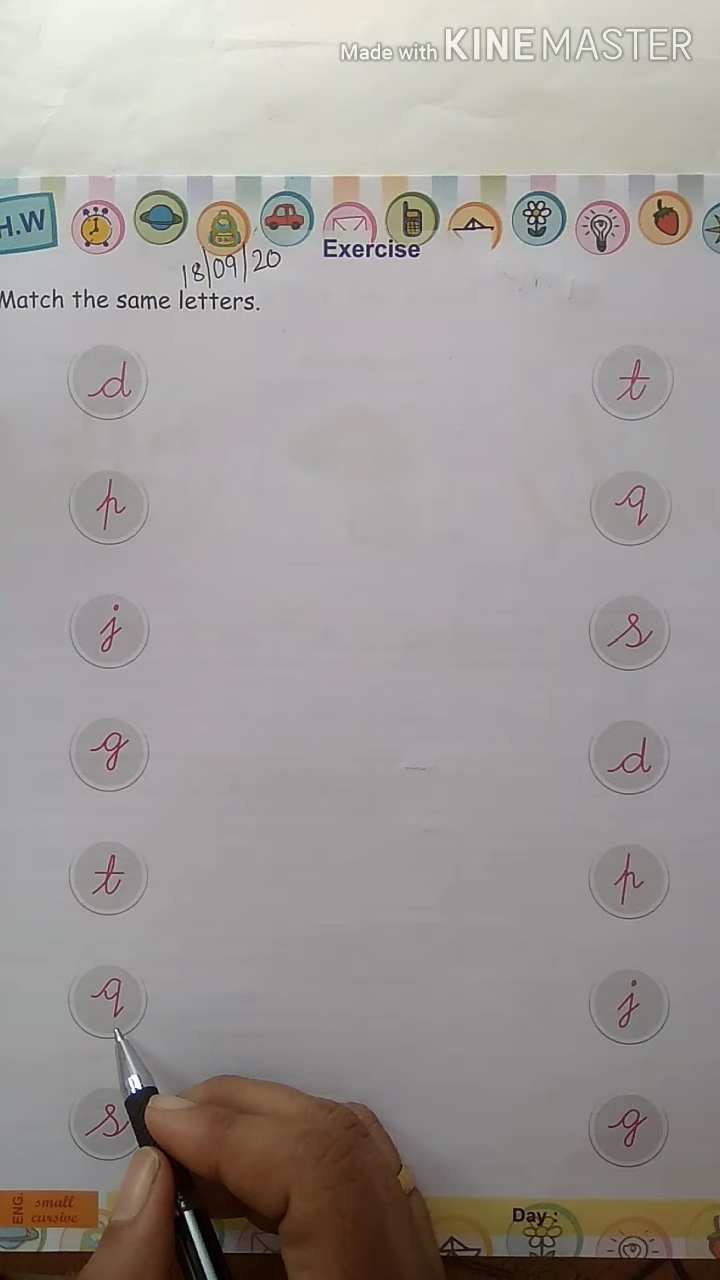 Made with KINEMASTER
H.W
Exercise
18/09/20
Match the same letters.
d t
p q
j s
g d
t p
q j
s g
ENG. small cursive
Day :